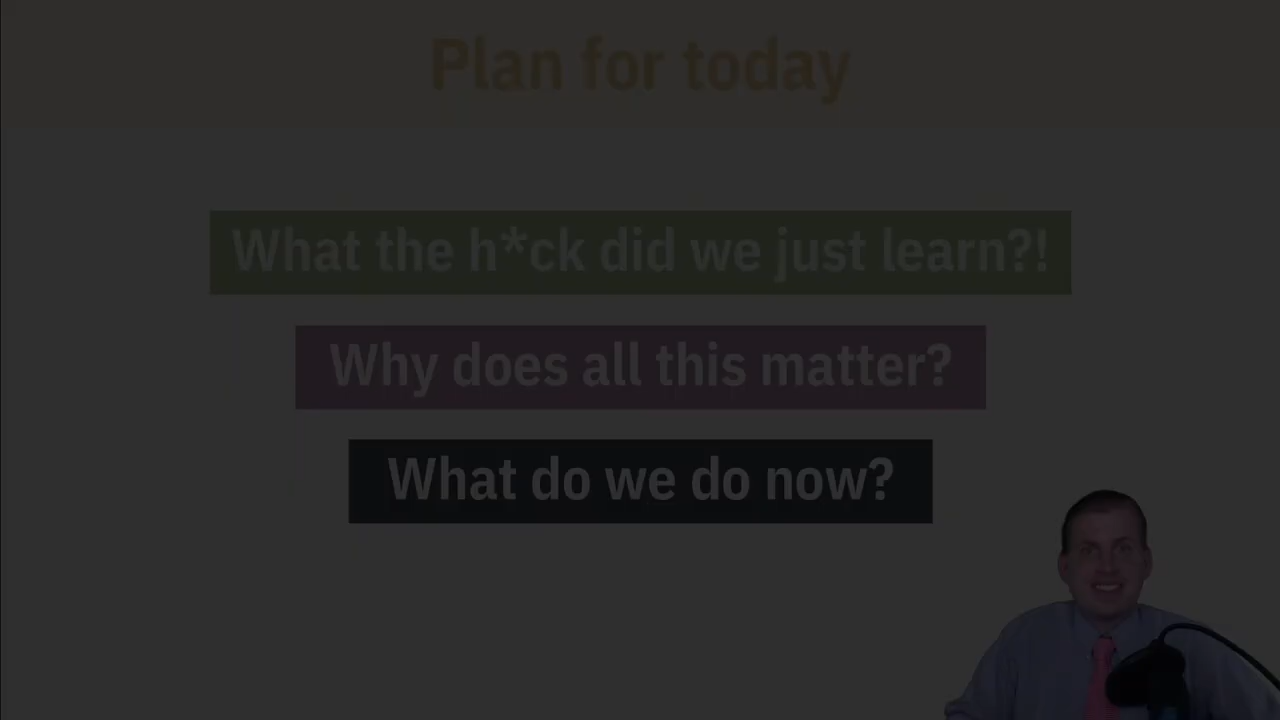 Plan for today
What the h*ck did we just learn?!
Why does all this matter?
What do we do now?